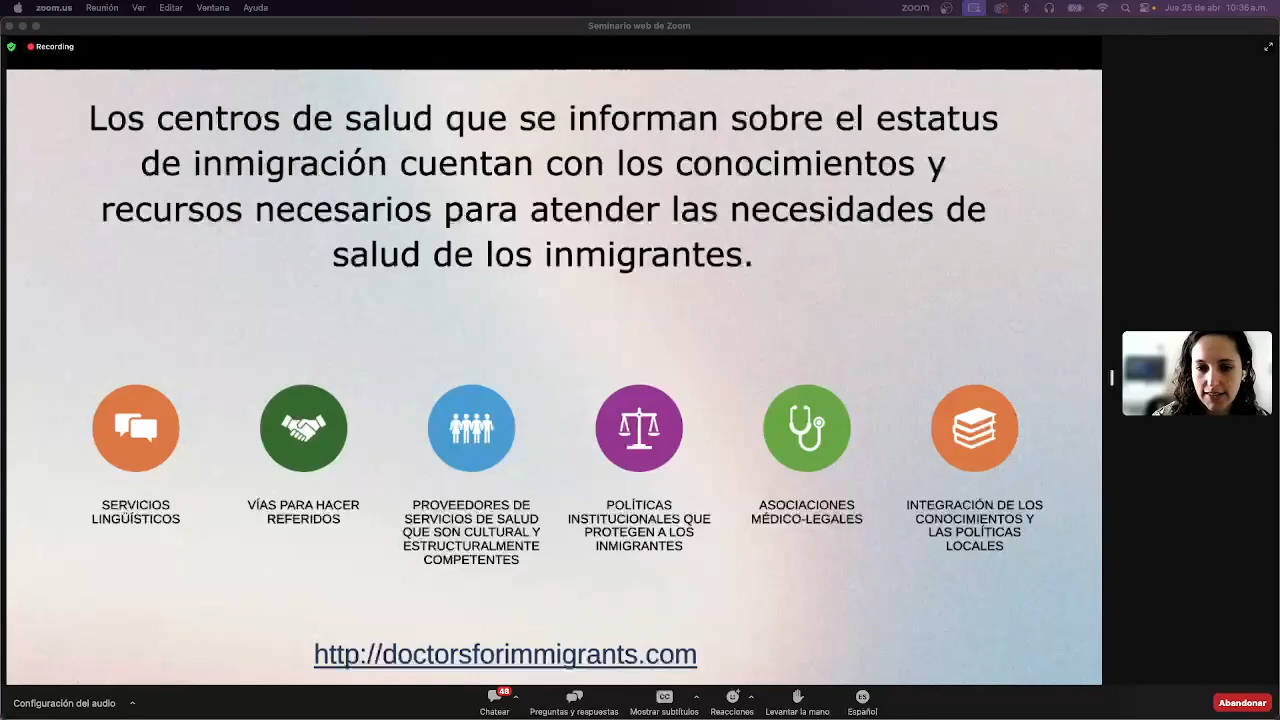 zoom.us Reunión Ver Editar Ventana Ayuda zoom Jue 25 de abr 10:36 a.m.
Seminario web de Zoom
Recording
Los centros de salud que se informan sobre el estatus
de inmigración cuentan con los conocimientos y
recursos necesarios para atender las necesidades de
salud de los inmigrantes.
SERVICIOS
LINGÜÍSTICOS
VÍAS PARA HACER
REFERIDOS
PROVEEDORES DE
SERVICIOS DE SALUD
QUE SON CULTURAL Y
ESTRUCTURALMENTE
COMPETENTES
POLÍTICAS
INSTITUCIONALES QUE
PROTEGEN A LOS
INMIGRANTES
ASOCIACIONES
MÉDICO-LEGALES
INTEGRACIÓN DE LOS
CONOCIMIENTOS Y
LAS POLÍTICAS
LOCALES
http://doctorsforimmigrants.com
Configuración del audio
48
CC
ES
Chatear Preguntas y respuestas Mostrar subtítulos Reacciones Levantar la mano Español
Abandonar